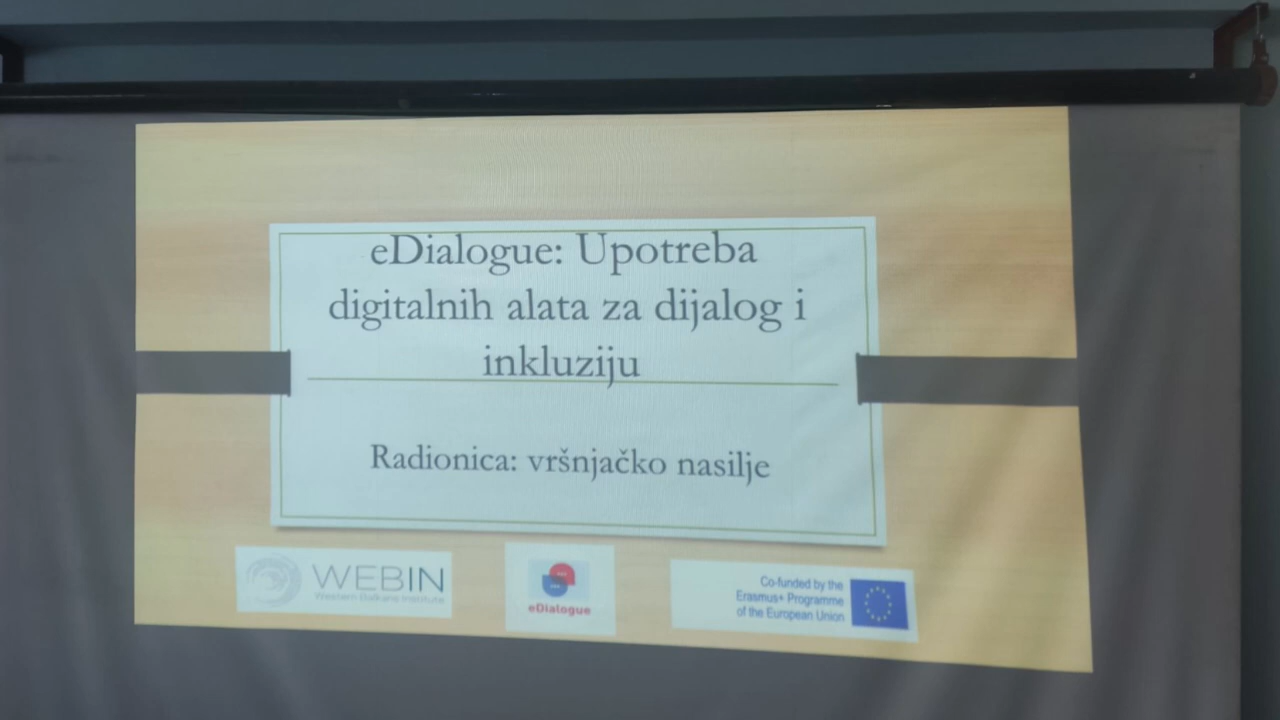 eDialogue: Upotreba
digitalnih alata za dijalog i
inkluziju
Radionica: vršnjačko nasilje
WEBIN
Western Balkans Institute
eDialogue
Co-funded by the
Erasmus+ Programme
of the European Union